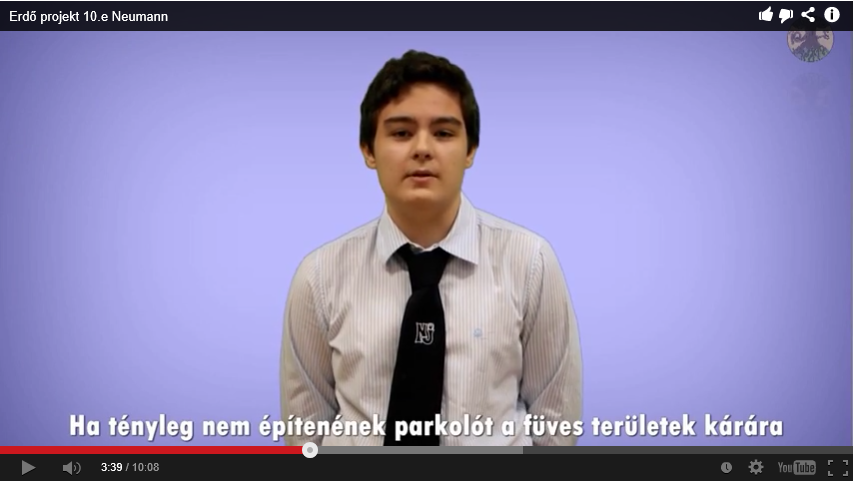 Erdő projekt 10.e Neumann
NJ
Ha tényleg nem építenének parkolót a füves területek kárára
3:39 / 10:08
YouTube